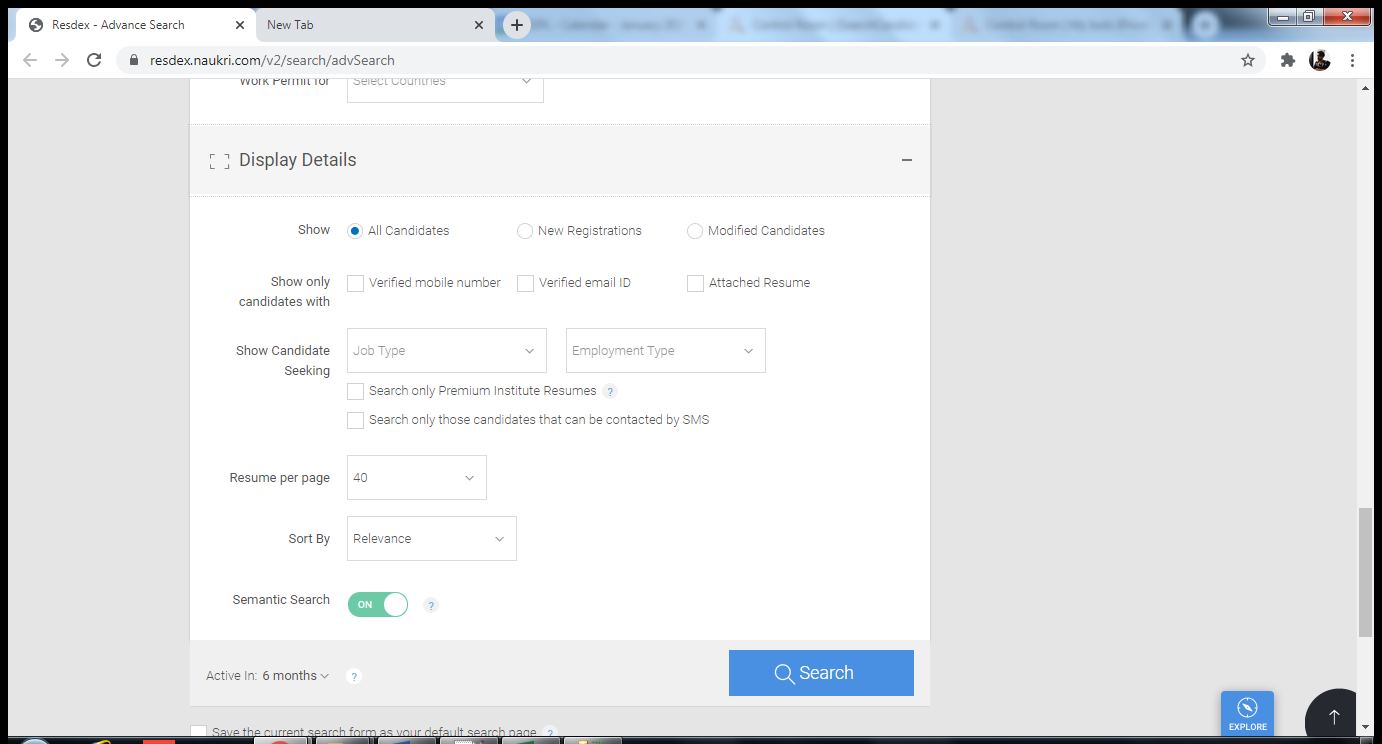 Resdex - Advance Search
New Tab
resdex.naukri.com/v2/search/advSearch
Work Permit for Select Countries
Display Details
Show All Candidates New Registrations Modified Candidates
Show only candidates with Verified mobile number Verified email ID Attached Resume
Show Candidate Seeking Job Type Employment Type
Search only Premium Institute Resumes ?
Search only those candidates that can be contacted by SMS
Resume per page 40
Sort By Relevance
Semantic Search ON ?
Active In: 6 months ?
Search
EXPLORE
Save the current search form as your default search page ?